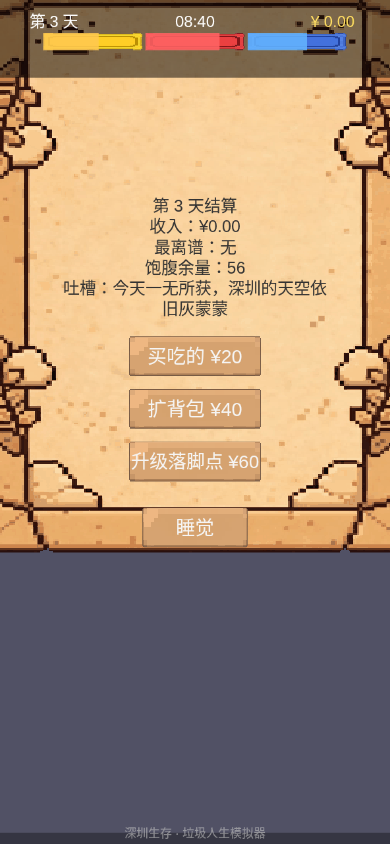 第 3 天 08:40 ¥ 0.00
第 3 天结算
收入：¥0.00
最离谱：无
饱腹余量：56
吐槽：今天一无所获，深圳的天空依
旧灰蒙蒙
买吃的 ¥20
扩背包 ¥40
升级落脚点 ¥60
睡觉
深圳生存 · 垃圾人生模拟器